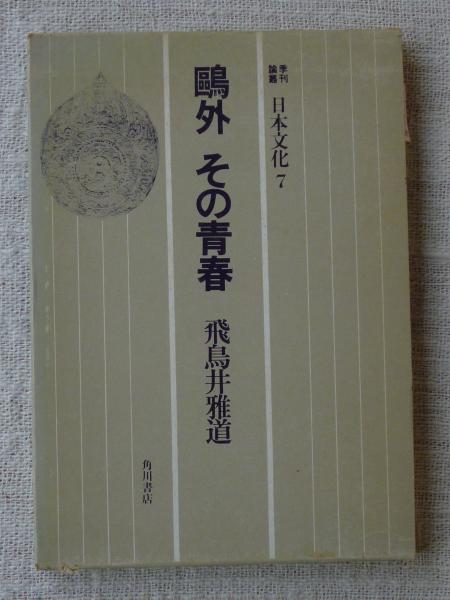 季刊
論叢
日本文化 7
鷗外 その青春
飛鳥井雅道
角川書店